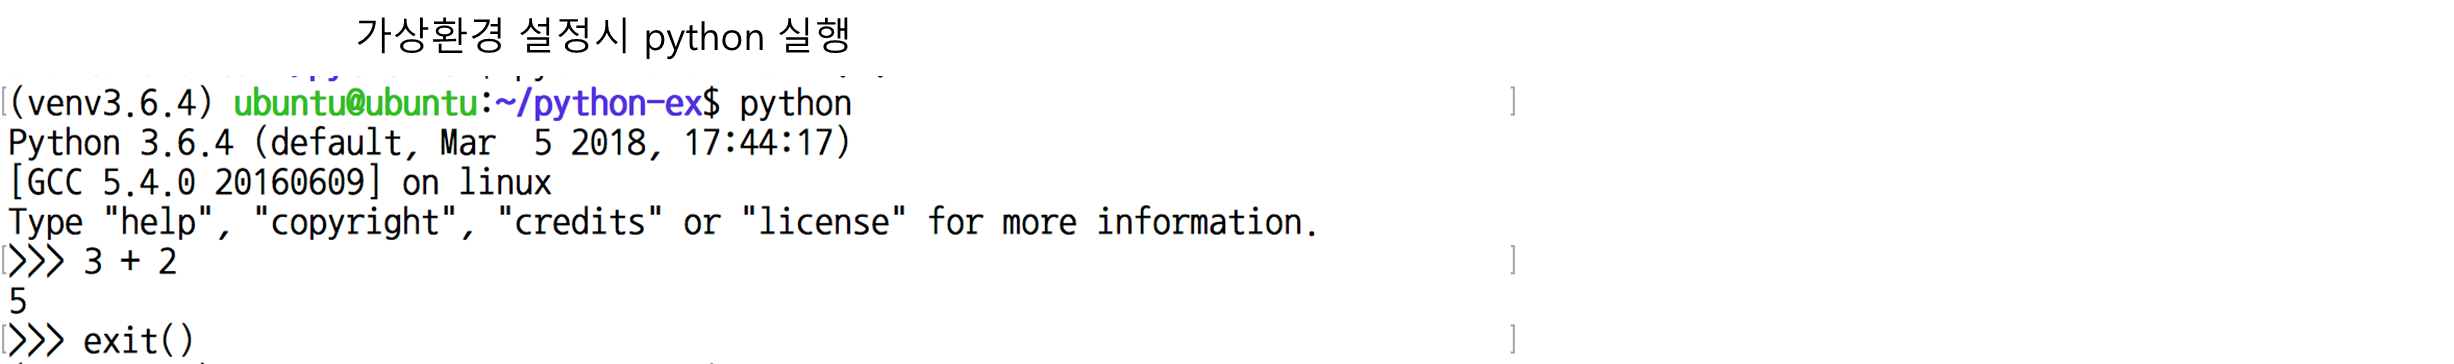 가상환경 설정시 python 실행
(venv3.6.4) ubuntu@ubuntu:~/python-ex$ python
Python 3.6.4 (default, Mar  5 2018, 17:44:17)
[GCC 5.4.0 20160609] on linux
Type "help", "copyright", "credits" or "license" for more information.
>>> 3 + 2
5
>>> exit()